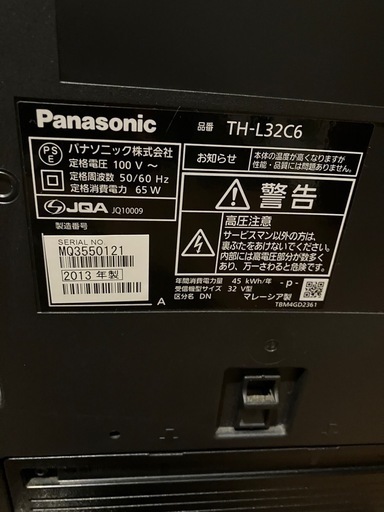 Panasonic
品番 TH-L32C6
PS
E
パナソニック株式会社
定格電圧 100 V ～
定格周波数 50/60 Hz
定格消費電力 65 W
JQA JQ10009
製造番号
SERIAL NO.
MQ3550121
2013 年製
A
お知らせ
本体の温度が高くなりますが
性能・品質には問題ありません。
警告
高圧注意
サービスマン以外の方は、
裏ぶたをあけないでください。
内部には高電圧部分が数多く
あり、万一さわると危険です。
年間消費電力量 45 kWh/年 -p-
受信機型サイズ 32 V型
区分名 DN マレーシア製
TBM4GD2361